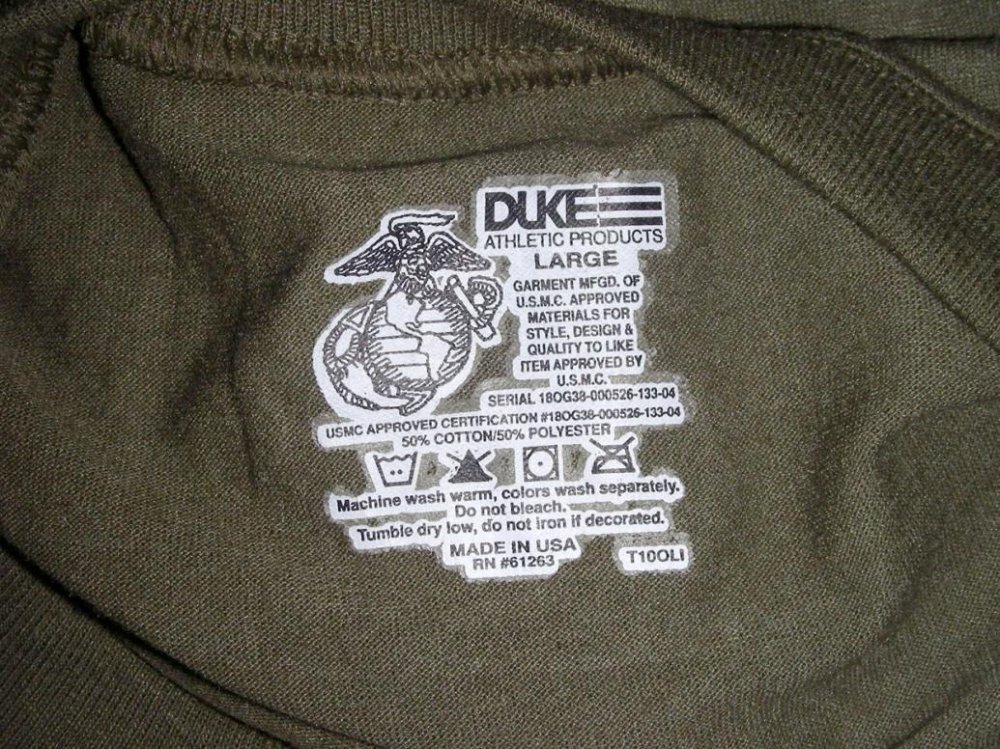 DUKE
ATHLETIC PRODUCTS
LARGE
GARMENT MFGD. OF
U.S.M.C. APPROVED
MATERIALS FOR
STYLE, DESIGN &
QUALITY TO LIKE
ITEM APPROVED BY
U.S.M.C.
SERIAL 18OG38-000526-133-04
USMC APPROVED CERTIFICATION #18OG38-000526-133-04
50% COTTON/50% POLYESTER
Machine wash warm, colors wash separately.
Do not bleach.
Tumble dry low, do not iron if decorated.
MADE IN USA
RN #61263
T10OLI